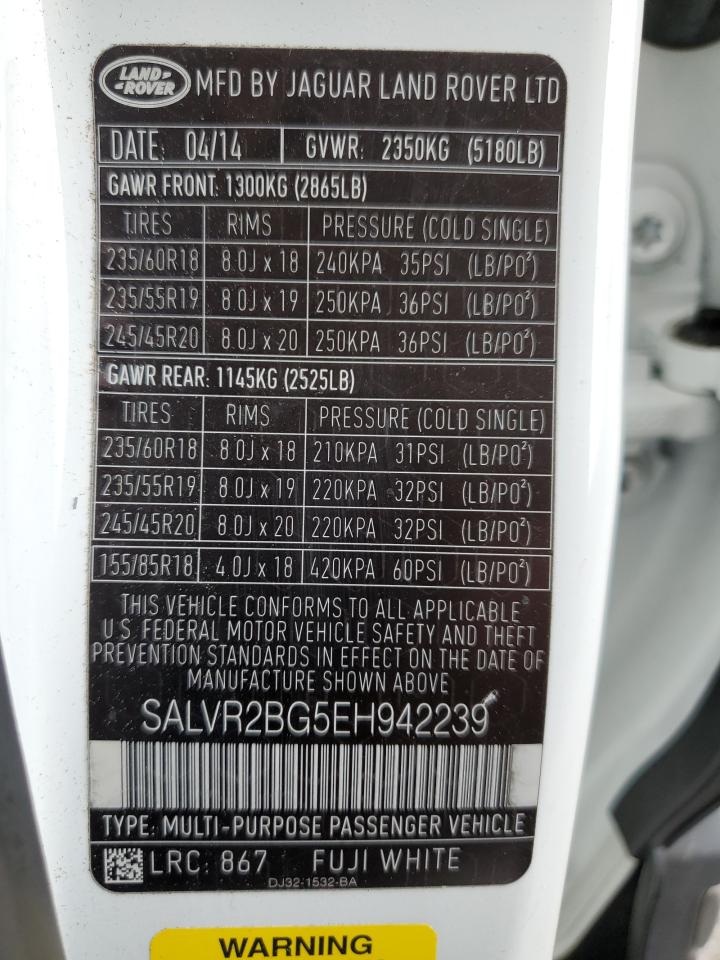 LAND-
-ROVER
MFD BY JAGUAR LAND ROVER LTD
DATE: 04/14 GVWR: 2350KG (5180LB)
GAWR FRONT: 1300KG (2865LB)
TIRES RIMS PRESSURE (COLD SINGLE)
235/60R18 8.0J x 18 240KPA 35PSI (LB/PO²)
235/55R19 8.0J x 19 250KPA 36PSI (LB/PO²)
245/45R20 8.0J x 20 250KPA 36PSI (LB/PO²)
GAWR REAR: 1145KG (2525LB)
TIRES RIMS PRESSURE (COLD SINGLE)
235/60R18 8.0J x 18 210KPA 31PSI (LB/PO²)
235/55R19 8.0J x 19 220KPA 32PSI (LB/PO²)
245/45R20 8.0J x 20 220KPA 32PSI (LB/PO²)
155/85R18 4.0J x 18 420KPA 60PSI (LB/PO²)
THIS VEHICLE CONFORMS TO ALL APPLICABLE
U.S. FEDERAL MOTOR VEHICLE SAFETY AND THEFT
PREVENTION STANDARDS IN EFFECT ON THE DATE OF
MANUFACTURE SHOWN ABOVE
SALVR2BG5EH942239
TYPE: MULTI-PURPOSE PASSENGER VEHICLE
LRC: 867 FUJI WHITE
DJ32-1532-BA
WARNING